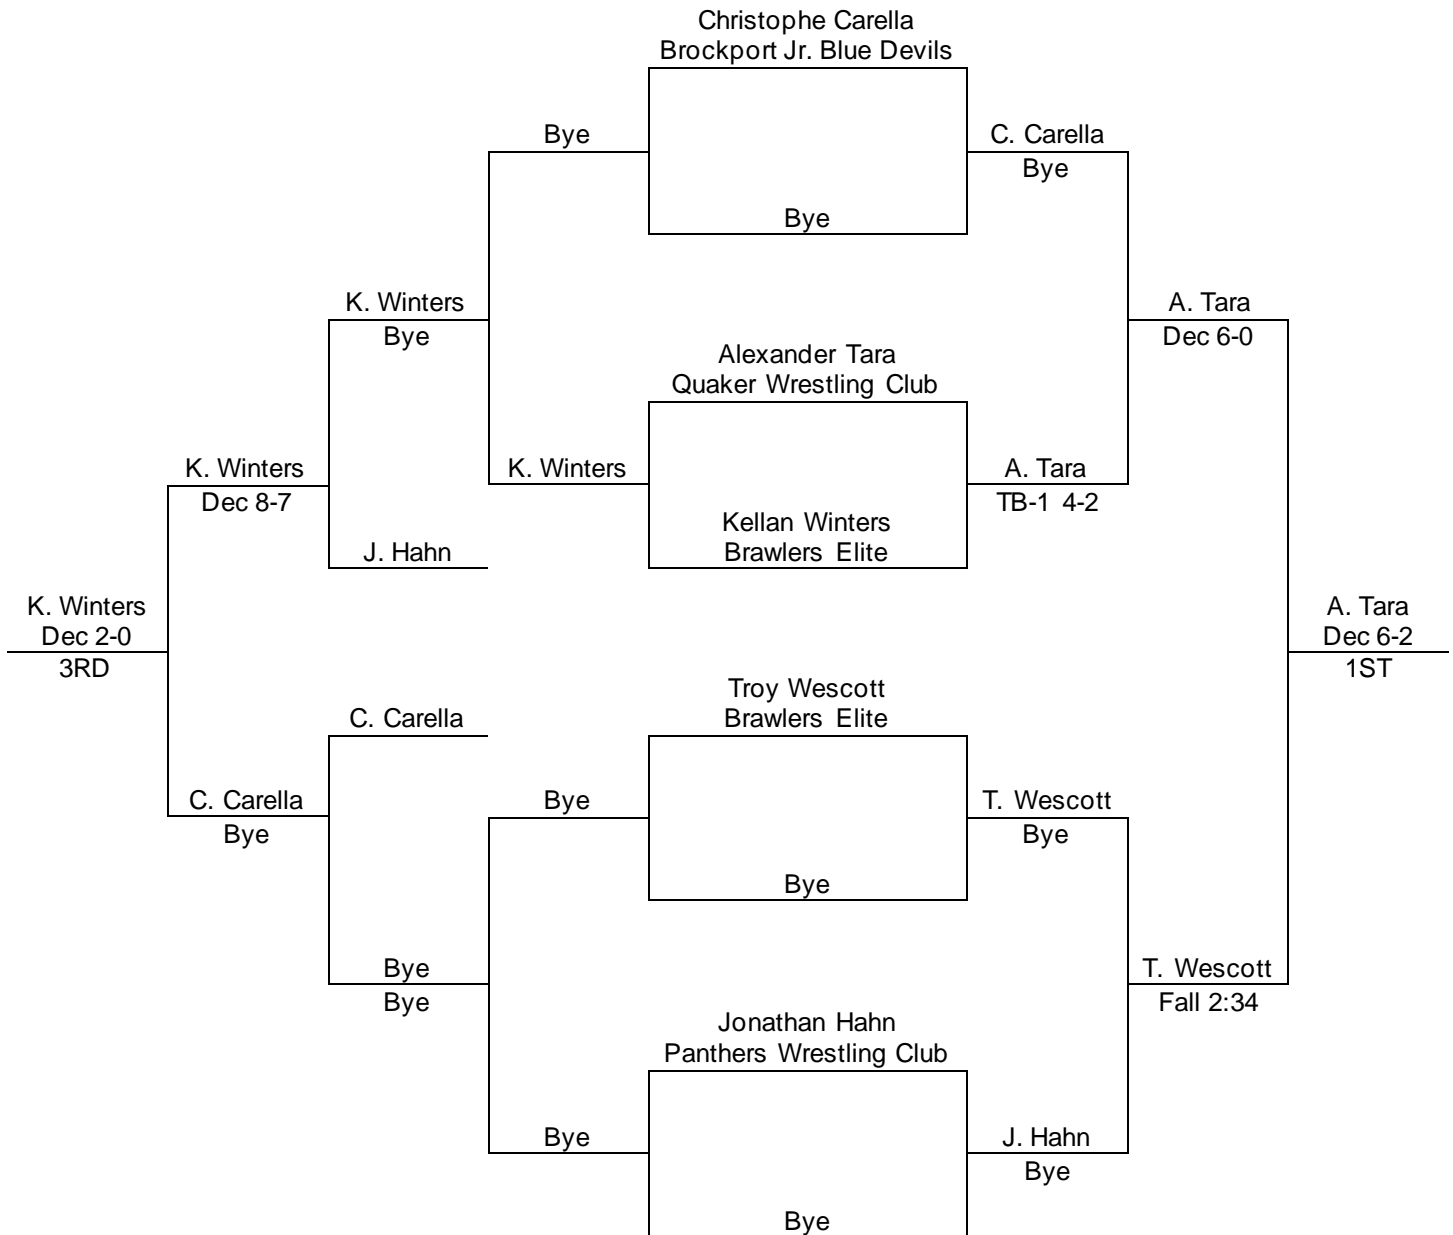 Christophe Carella
Brockport Jr. Blue Devils
Bye
C. Carella
Bye
Bye
K. Winters
Bye
A. Tara
Dec 6-0
Alexander Tara
Quaker Wrestling Club
K. Winters
Dec 8-7
K. Winters
A. Tara
TB-1 4-2
Kellan Winters
Brawlers Elite
J. Hahn
K. Winters
Dec 2-0
3RD
A. Tara
Dec 6-2
1ST
Troy Wescott
Brawlers Elite
C. Carella
C. Carella
Bye
Bye
T. Wescott
Bye
Bye
Bye
Bye
T. Wescott
Fall 2:34
Jonathan Hahn
Panthers Wrestling Club
Bye
J. Hahn
Bye
Bye